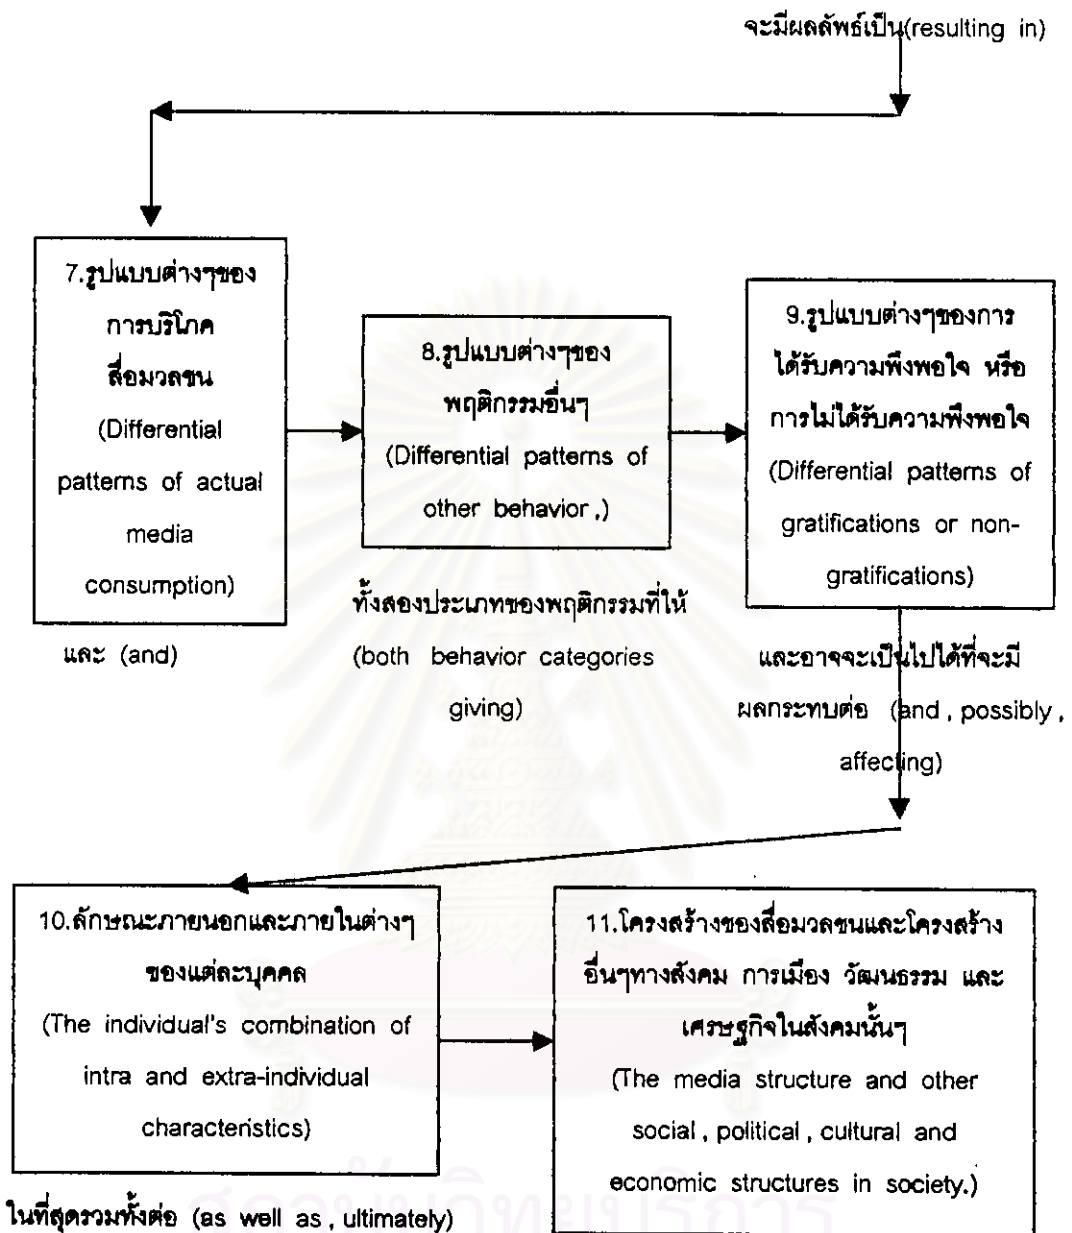 จะมีผลลัพธ์เป็น(resulting in)
7.รูปแบบต่างๆของ
การบริโภค
สื่อมวลชน
(Differential
patterns of actual
media
consumption)
และ (and)
8.รูปแบบต่างๆของ
พฤติกรรมอื่นๆ
(Differential patterns of
other behavior,)
ทั้งสองประเภทของพฤติกรรมที่ให้
(both behavior categories
giving)
9.รูปแบบต่างๆของการ
ได้รับความพึงพอใจ หรือ
การไม่ได้รับความพึงพอใจ
(Differential patterns of
gratifications or non-
gratifications)
และอาจจะเป็นไปได้ที่จะมี
ผลกระทบต่อ (and, possibly,
affecting)
10.ลักษณะภายนอกและภายในต่างๆ
ของแต่ละบุคคล
(The individual's combination of
intra and extra-individual
characteristics)
ในที่สุดรวมทั้งต่อ (as well as, ultimately)
11.โครงสร้างของสื่อมวลชนและโครงสร้าง
อื่นๆทางสังคม การเมือง วัฒนธรรม และ
เศรษฐกิจในสังคมนั้นๆ
(The media structure and other
social, political, cultural and
economic structures in society.)
สถาบันวิทยบริการ